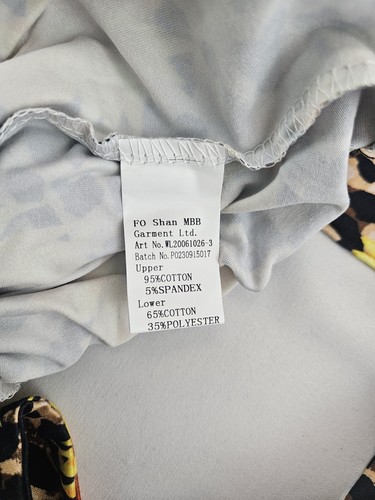 FO Shan MBB
Garment Ltd.
Art No.WL20061026-3
Batch No.PO230915017
Upper
95%COTTON
5%SPANDEX
Lower
65%COTTON
35%POLYESTER